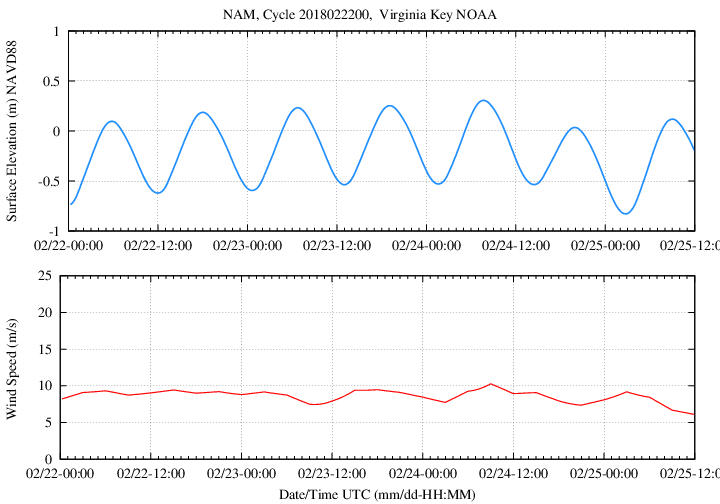 NAM, Cycle 2018022200,  Virginia Key NOAA
Surface Elevation (m) NAVD88
1
0.5
0
-0.5
-1
02/22-00:00 02/22-12:00 02/23-00:00 02/23-12:00 02/24-00:00 02/24-12:00 02/25-00:00 02/25-12:0
Wind Speed (m/s)
25
20
15
10
5
0
02/22-00:00 02/22-12:00 02/23-00:00 02/23-12:00 02/24-00:00 02/24-12:00 02/25-00:00 02/25-12:0
Date/Time UTC (mm/dd-HH:MM)